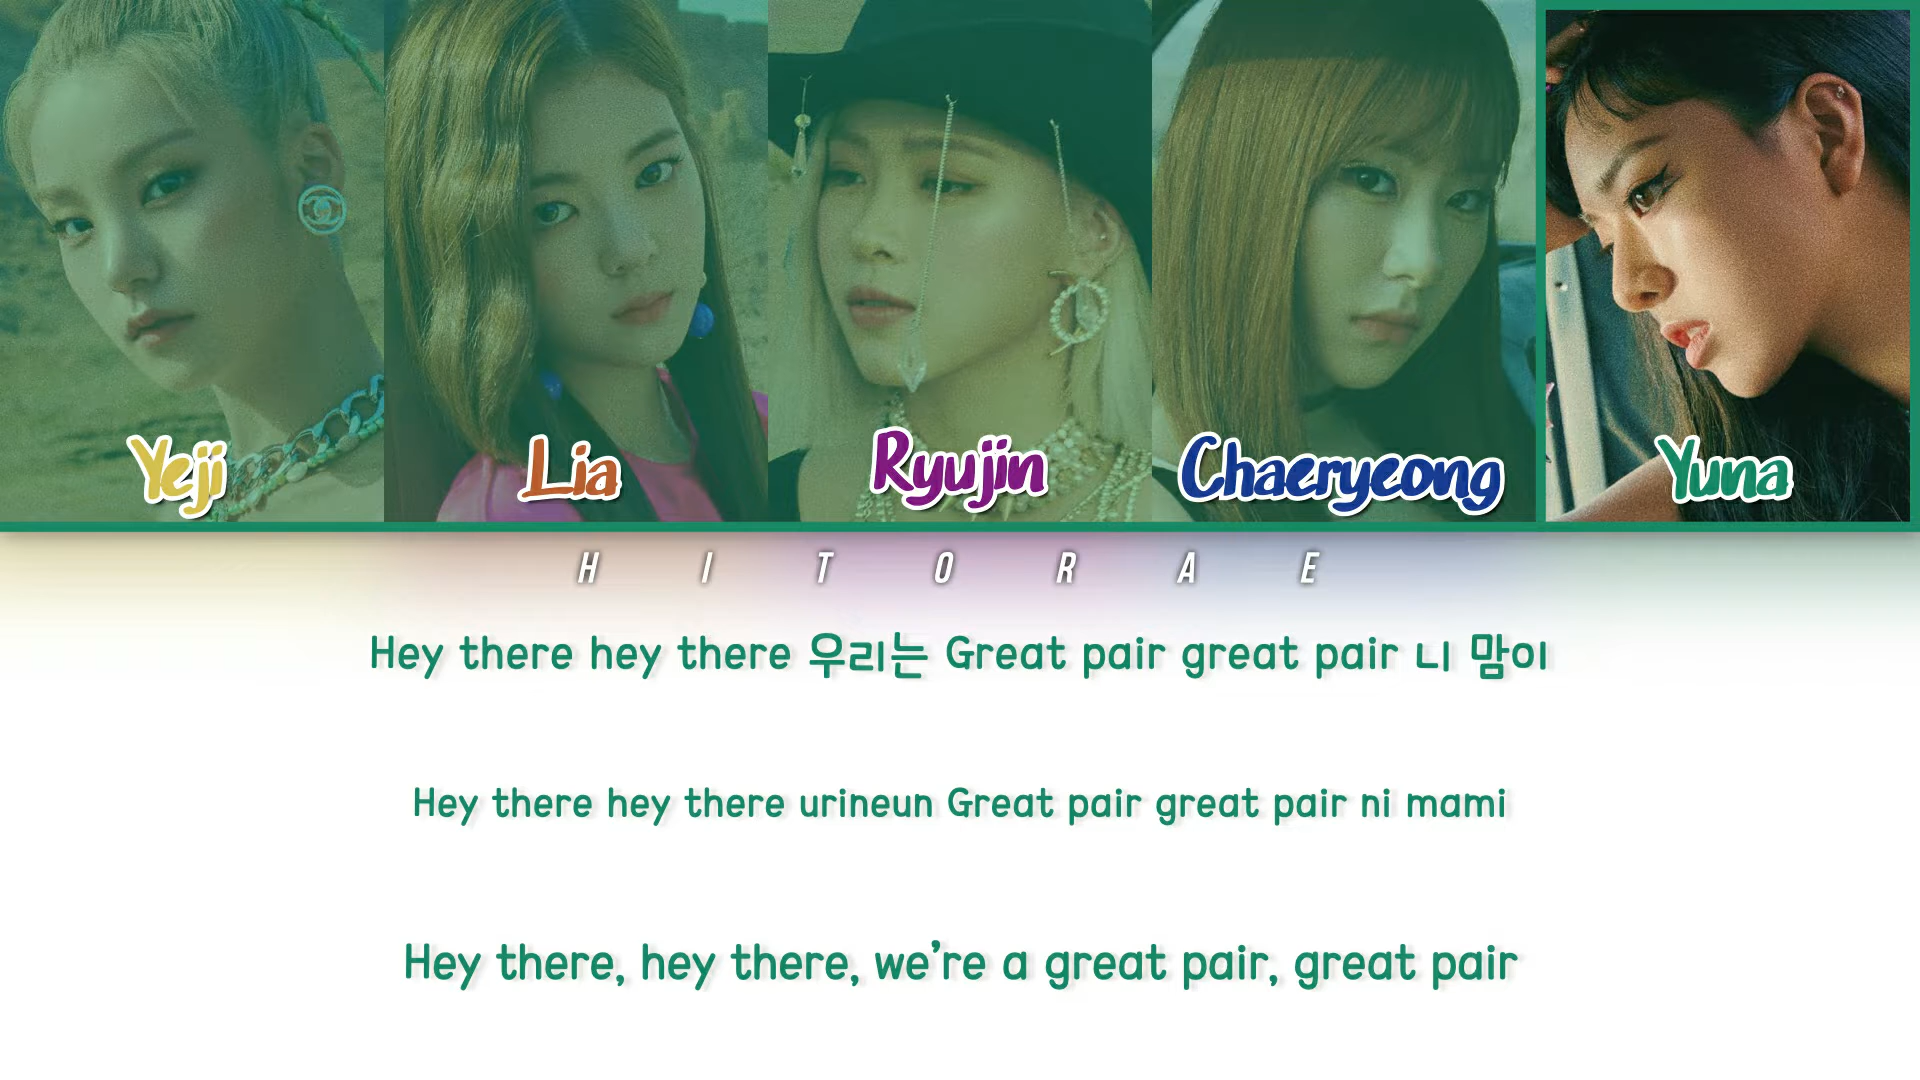 Yeji Lia Ryujin Chaeryeong Yuna
HITORAE
Hey there hey there 우리는 Great pair great pair 니 맘이
Hey there hey there urineun Great pair great pair ni mami
Hey there, hey there, we’re a great pair, great pair